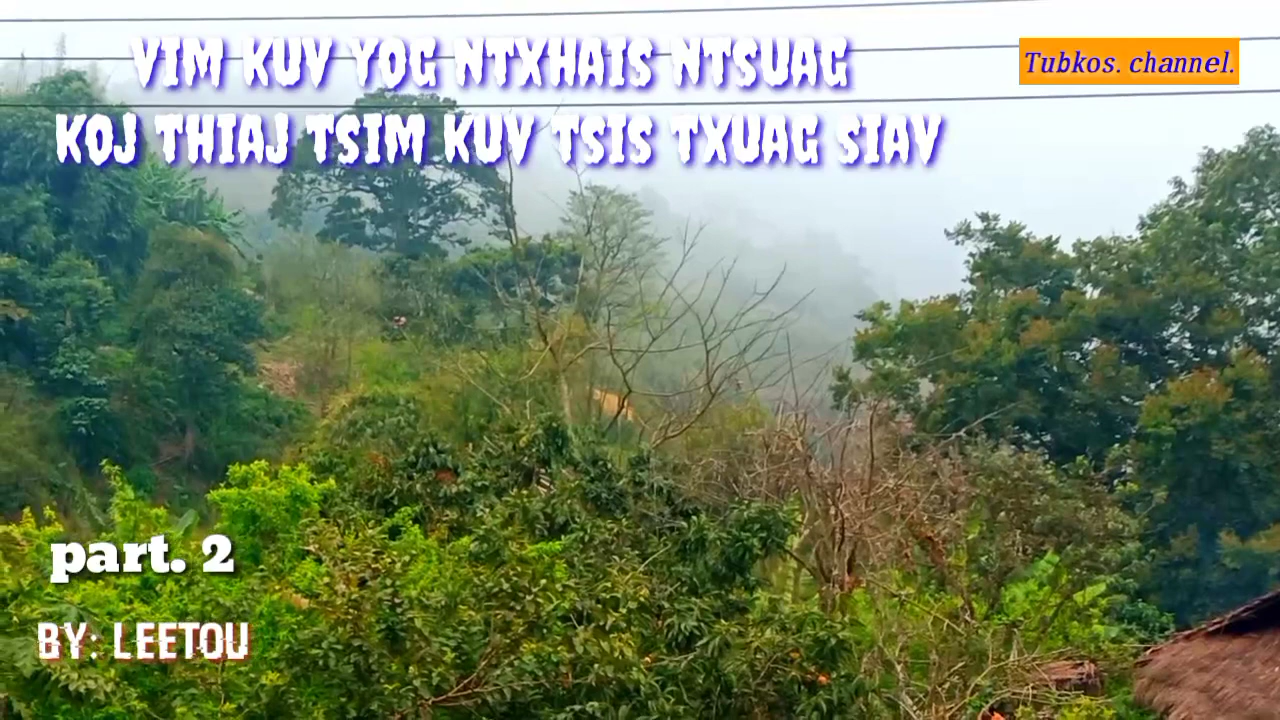 VIM KUV YOG NTXHAIS NTSUAG
Tubkos. channel.
KOJ THIAJ TSIM KUV TSIS TXUAG SIAV
part. 2
BY: LEETOU